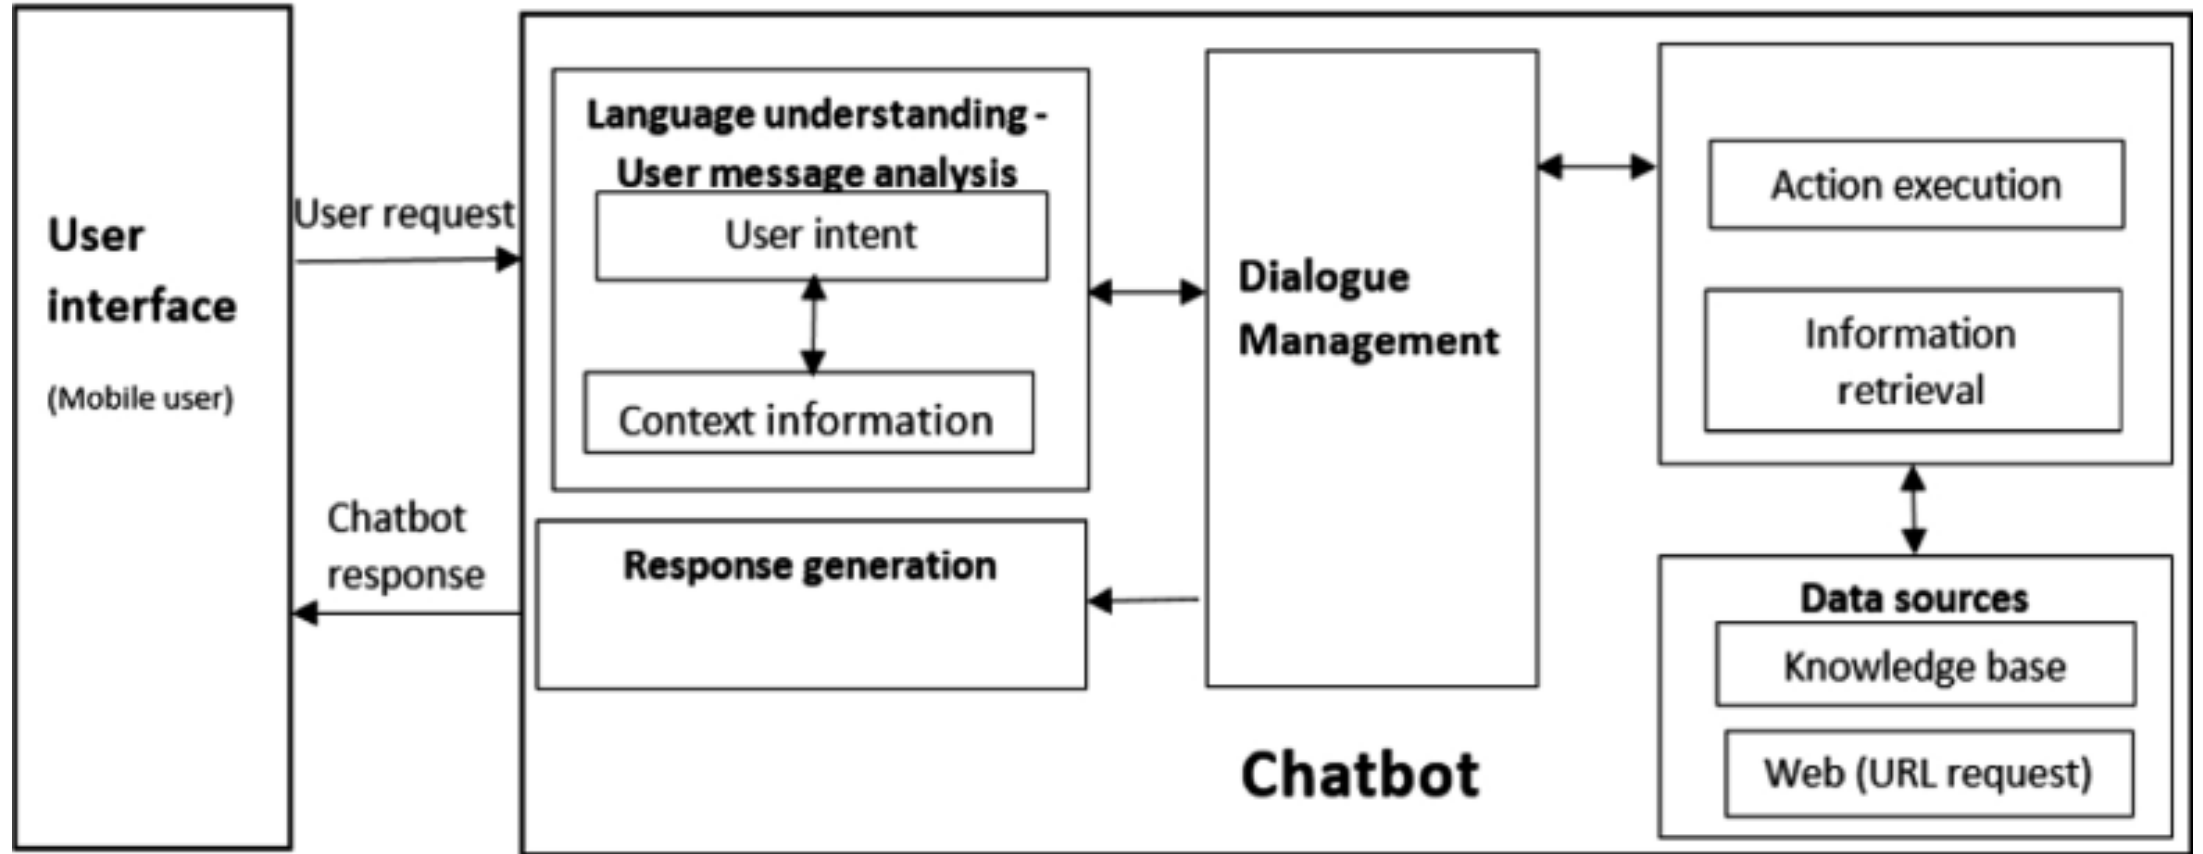 User
interface
(Mobile user)
User request
Chatbot
response
Language understanding -
User message analysis
User intent
Context information
Response generation
Dialogue
Management
Action execution
Information
retrieval
Data sources
Knowledge base
Web (URL request)
Chatbot